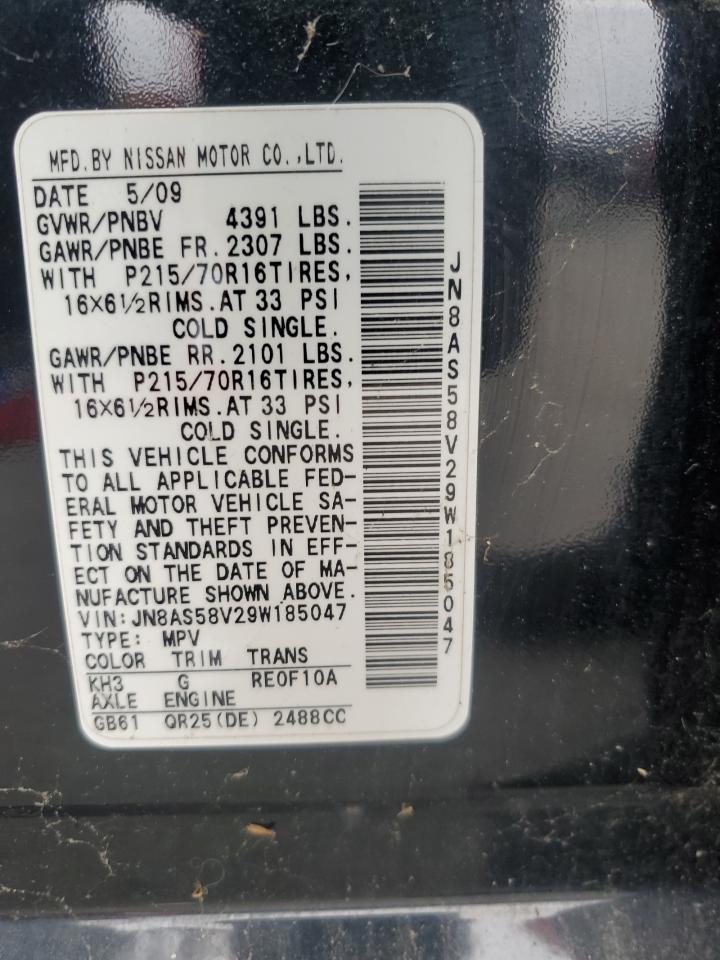 MFD.BY NISSAN MOTOR CO.,LTD.
DATE 5/09
GVWR/PNBV 4391 LBS.
GAWR/PNBE FR.2307 LBS.
WITH P215/70R16TIRES,
16X6½RIMS.AT 33 PSI
COLD SINGLE.
GAWR/PNBE RR.2101 LBS.
WITH P215/70R16TIRES,
16X6½RIMS.AT 33 PSI
COLD SINGLE.
THIS VEHICLE CONFORMS
TO ALL APPLICABLE FED-
ERAL MOTOR VEHICLE SA-
FETY AND THEFT PREVEN-
TION STANDARDS IN EFF-
ECT ON THE DATE OF MA-
NUFACTURE SHOWN ABOVE.
VIN:JN8AS58V29W185047
TYPE: MPV
COLOR TRIM TRANS
KH3 G RE0F10A
AXLE ENGINE
GB61 QR25(DE) 2488CC
JN8AS58V29W185047